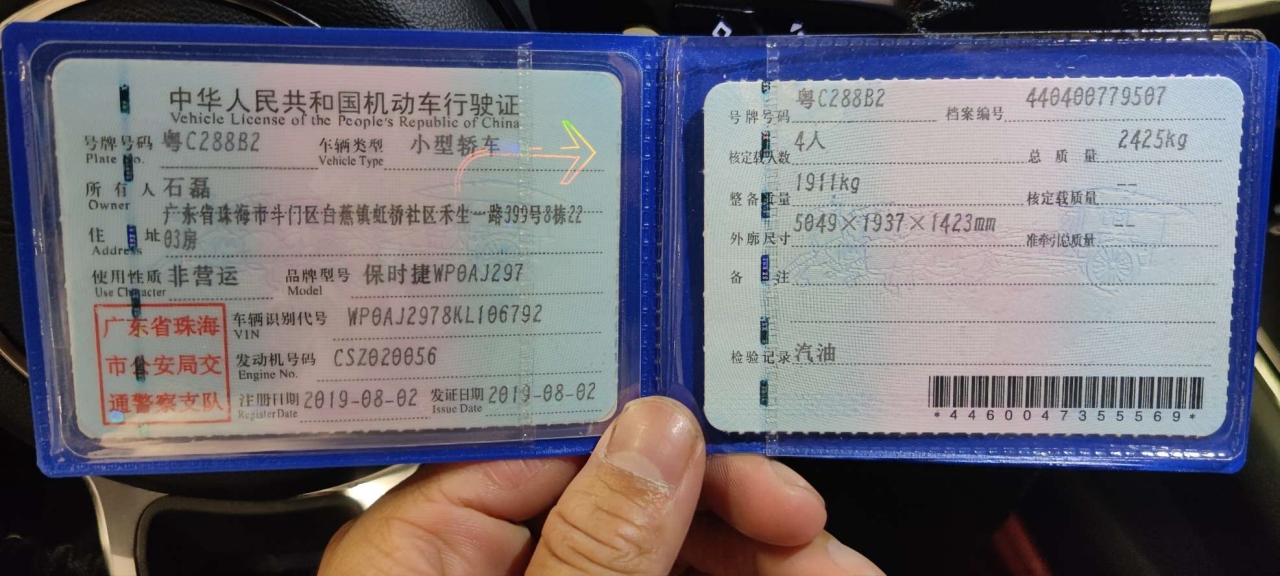 中华人民共和国机动车行驶证
Vehicle License of the People's Republic of China
号牌号码 粤C288B2 车辆类型 小型轿车
Plate No. Vehicle Type
所有人 石磊
Owner
广东省珠海市斗门区白蕉镇虹桥社区禾生一路399号8栋22
住址 03房
Address
使用性质 非营运 品牌型号 保时捷WP0AJ297
Use Character Model
广东省珠海
市公安局交
通警察支队
车辆识别代号 WP0AJ2978KL106792
VIN
发动机号码 CSZ020056
Engine No.
注册日期 2019-08-02 发证日期 2019-08-02
Register Date Issue Date
号牌号码 粤C288B2 档案编号 440400779507
核定载人数 4人 总质量 2425kg
整备质量 1911kg 核定载质量 --
外廓尺寸 5049×1937×1423mm 准牵引总质量 --
备注
检验记录 汽油
*4460047355569*